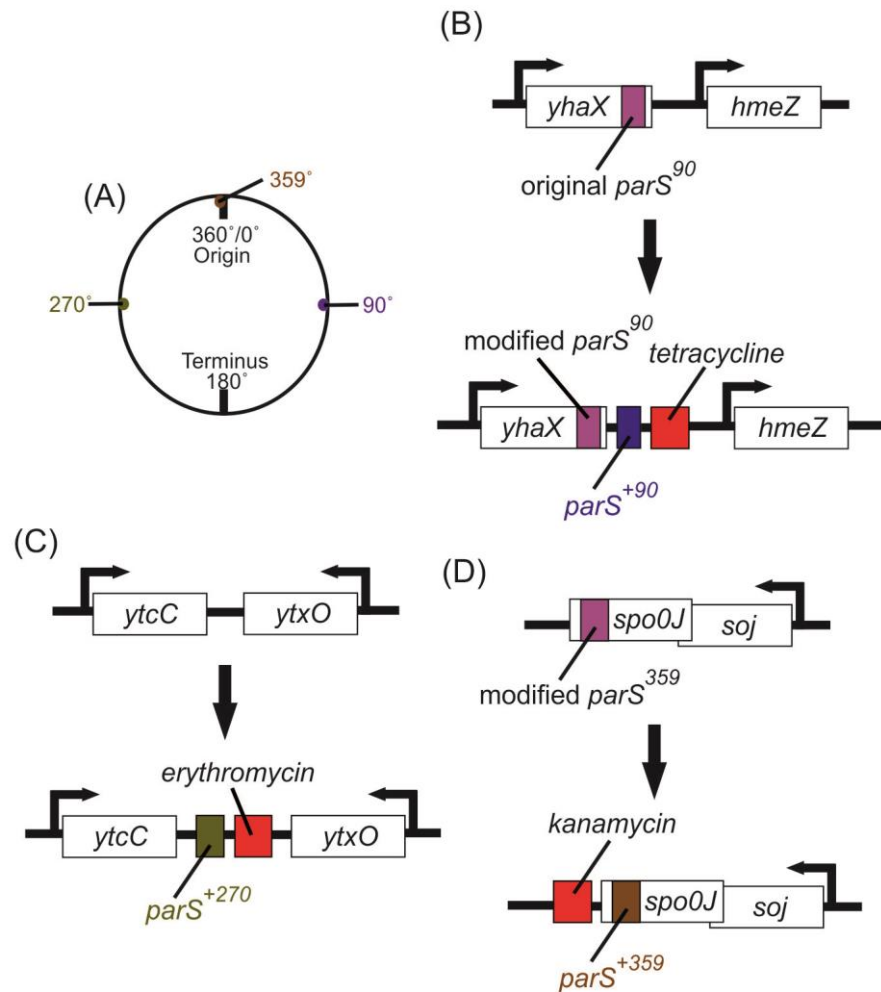 (A)
359°
360°/0°
Origin
270°
90°
Terminus
180°
(B)
yhaX
hmeZ
original parS90
modified parS90
tetracycline
yhaX
hmeZ
parS+90
(C)
ytcC
ytxO
erythromycin
ytcC
ytxO
parS+270
(D)
spo0J
soj
modified parS359
kanamycin
spo0J
soj
parS+359